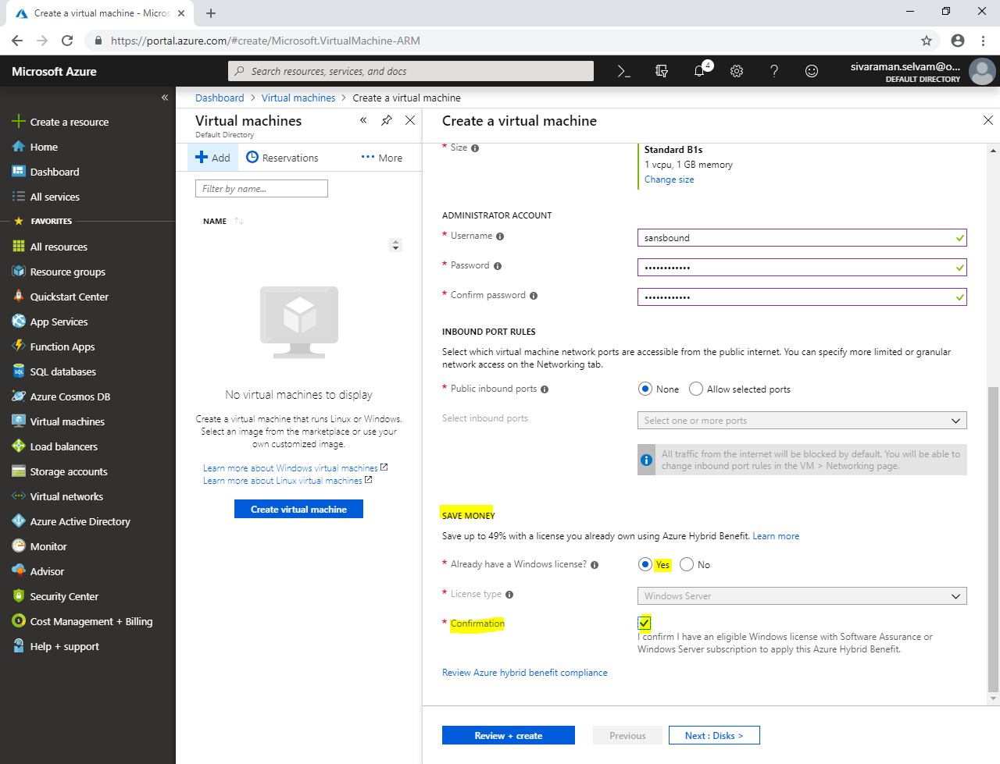 Create a virtual machine - Micros
https://portal.azure.com/#create/Microsoft.VirtualMachine-ARM
Microsoft Azure
Search resources, services, and docs
4
sivaraman.selvam@o...
DEFAULT DIRECTORY
Create a resource
Home
Dashboard
All services
FAVORITES
All resources
Resource groups
Quickstart Center
App Services
Function Apps
SQL databases
Azure Cosmos DB
Virtual machines
Load balancers
Storage accounts
Virtual networks
Azure Active Directory
Monitor
Advisor
Security Center
Cost Management + Billing
Help + support
Dashboard > Virtual machines > Create a virtual machine
Virtual machines
Default Directory
Add
Reservations
More
Filter by name...
NAME
No virtual machines to display
Create a virtual machine that runs Linux or Windows.
Select an image from the marketplace or use your
own customized image.
Learn more about Windows virtual machines
Learn more about Linux virtual machines
Create virtual machine
Create a virtual machine
* Size
Standard B1s
1 vcpu, 1 GB memory
Change size
ADMINISTRATOR ACCOUNT
* Username
sansbound
* Password
••••••••••••
* Confirm password
••••••••••••
INBOUND PORT RULES
Select which virtual machine network ports are accessible from the public internet. You can specify more limited or granular
network access on the Networking tab.
* Public inbound ports
None
Allow selected ports
Select inbound ports
Select one or more ports
All traffic from the internet will be blocked by default. You will be able to
change inbound port rules in the VM > Networking page.
SAVE MONEY
Save up to 49% with a license you already own using Azure Hybrid Benefit. Learn more
* Already have a Windows license?
Yes
No
* License type
Windows Server
* Confirmation
I confirm I have an eligible Windows license with Software Assurance or
Windows Server subscription to apply this Azure Hybrid Benefit.
Review Azure hybrid benefit compliance
Review + create
Previous
Next : Disks >